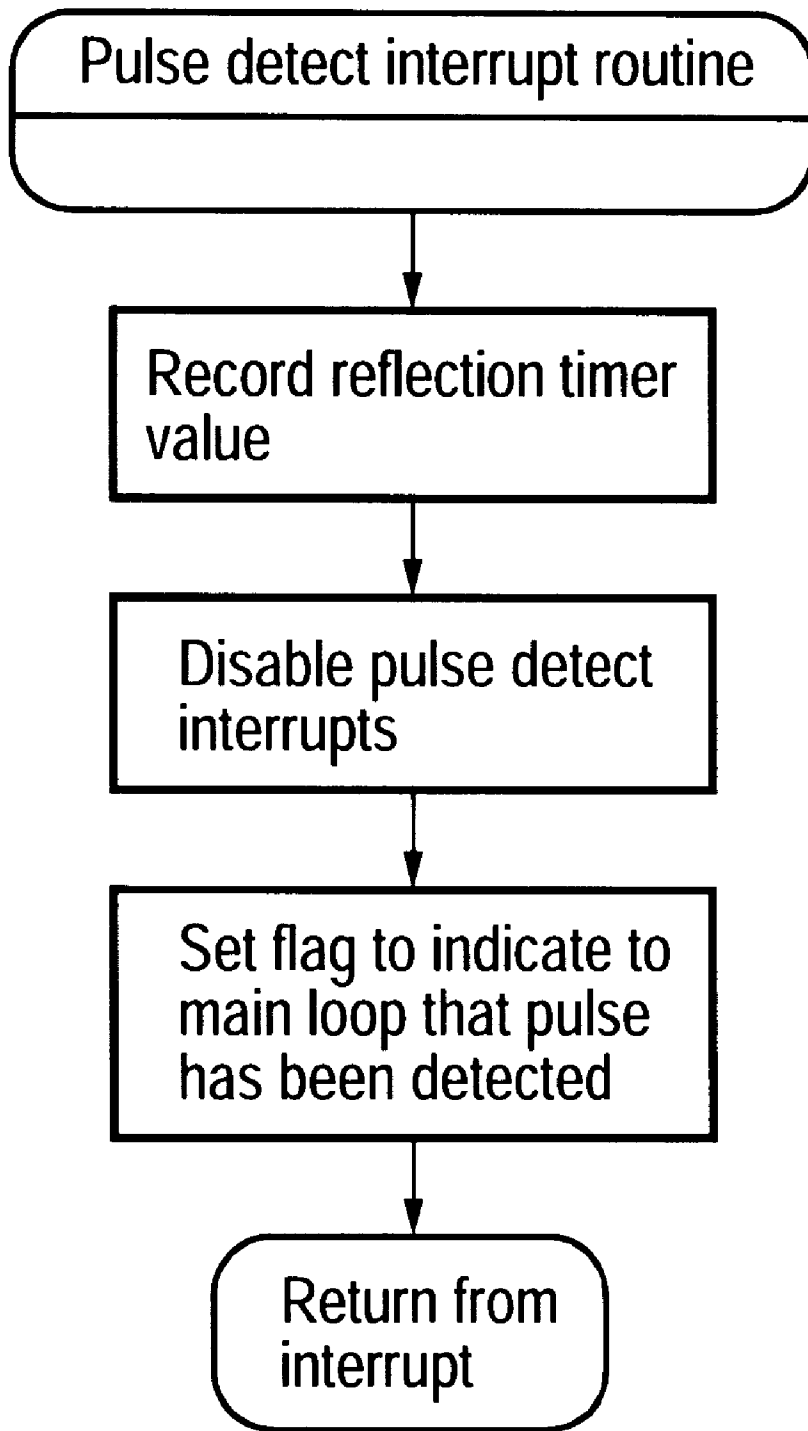 Pulse detect interrupt routine
Record reflection timer
value
Disable pulse detect
interrupts
Set flag to indicate to
main loop that pulse
has been detected
Return from
interrupt